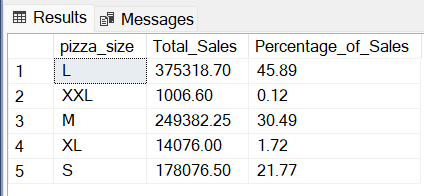 Results Messages
pizza_size Total_Sales Percentage_of_Sales
1 L 375318.70 45.89
2 XXL 1006.60 0.12
3 M 249382.25 30.49
4 XL 14076.00 1.72
5 S 178076.50 21.77